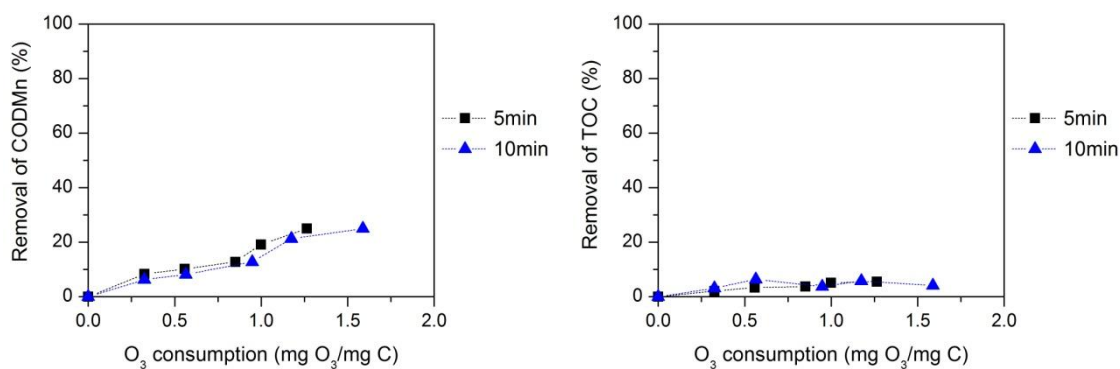 Removal of CODMn (%)
100
80
60
40
20
0
0.0 0.5 1.0 1.5 2.0
O₃ consumption (mg O₃/mg C)
5min
10min
Removal of TOC (%)
100
80
60
40
20
0
0.0 0.5 1.0 1.5 2.0
O₃ consumption (mg O₃/mg C)
5min
10min